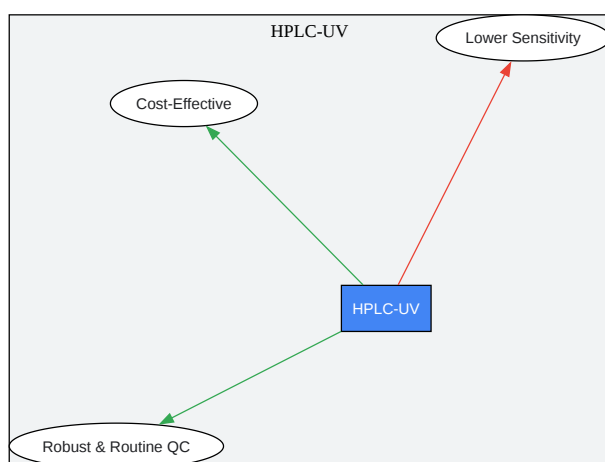 HPLC-UV
Lower Sensitivity
Cost-Effective
HPLC-UV
Robust & Routine QC